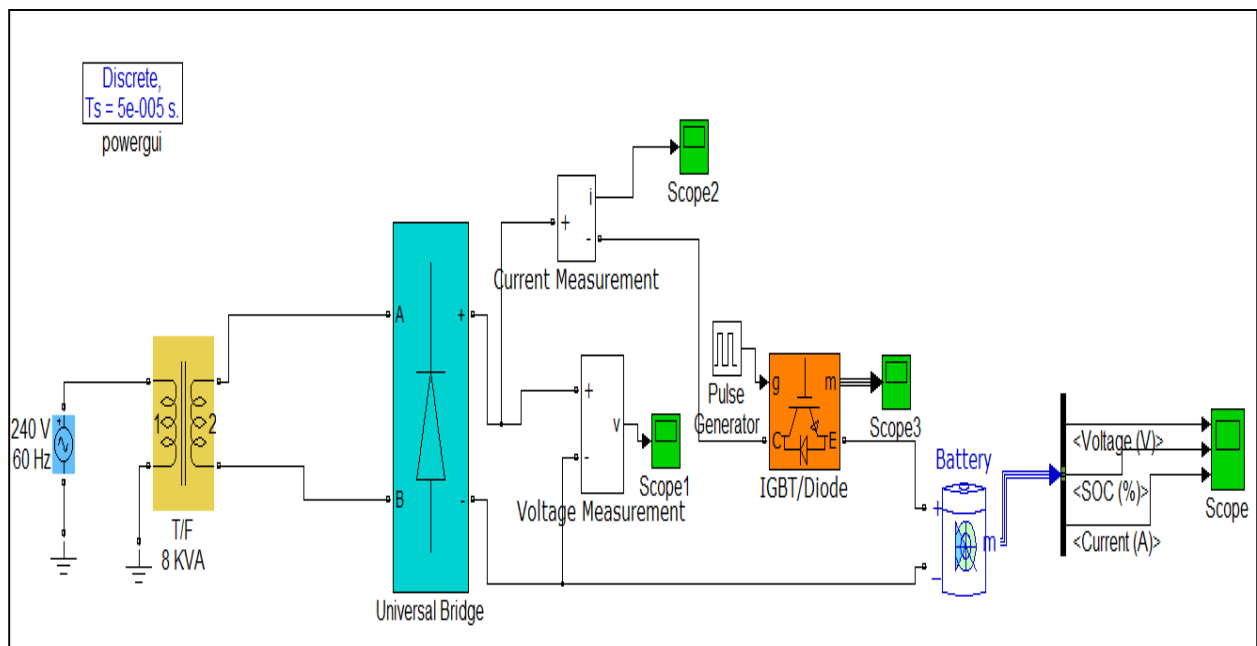 Discrete,
Ts = 5e-005 s.
powergui
Scope2
i
+
-
Current Measurement
A
+
B
-
Universal Bridge
240 V
60 Hz
+
1
2
T/F
8 KVA
+
v
-
Scope1
Voltage Measurement
Pulse
Generator
g
m
C
E
IGBT/Diode
Scope3
Battery
+
m
-
<Voltage (V)>
<SOC (%)>
<Current (A)>
Scope